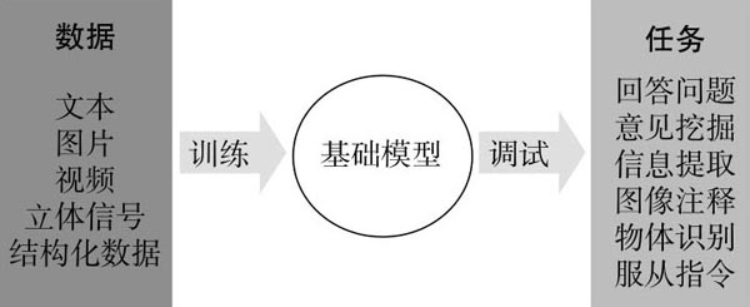 数据
文本
图片
视频
立体信号
结构化数据
训练
基础模型
调试
任务
回答问题
意见挖掘
信息提取
图像注释
物体识别
服从指令